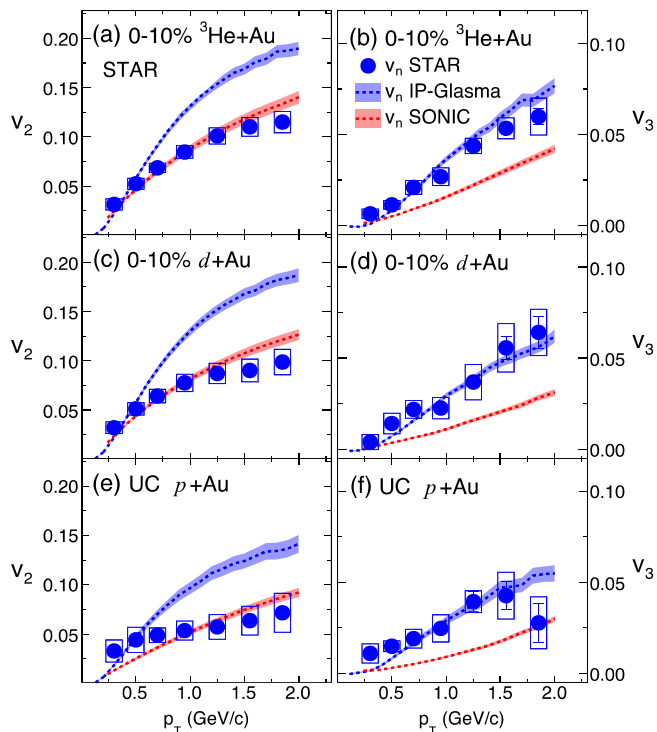 (a) 0-10% ³He+Au
STAR
(b) 0-10% ³He+Au
vₙ STAR
vₙ IP-Glasma
vₙ SONIC
0.20
0.15
0.10
0.05
v₂
0.10
0.05
0.00
v₃
(c) 0-10% d+Au
(d) 0-10% d+Au
0.20
0.15
0.10
0.05
v₂
0.10
0.05
0.00
v₃
(e) UC p+Au
(f) UC p+Au
0.20
0.15
0.10
0.05
v₂
0.10
0.05
0.00
v₃
0.5 1.0 1.5 2.0
0.5 1.0 1.5 2.0
p_T (GeV/c)
p_T (GeV/c)